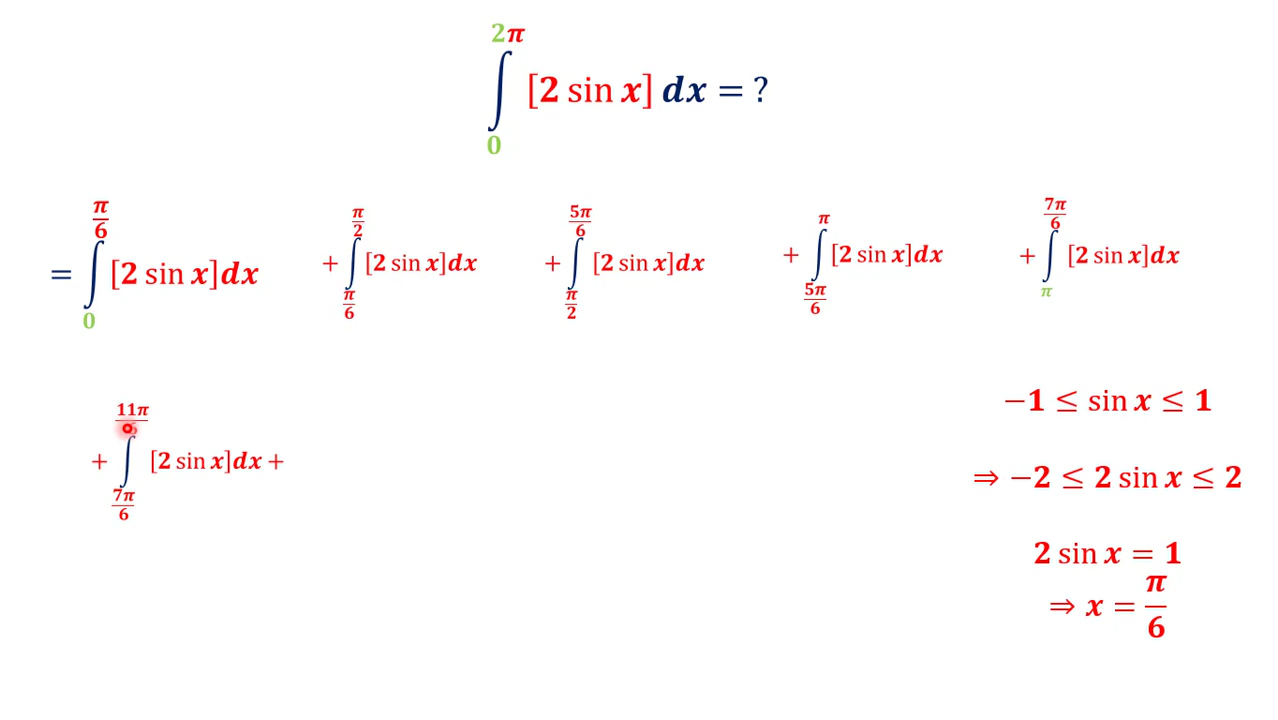 ∫₀^{2π} [2 sin x] dx = ?
= ∫₀^{π/6} [2 sin x]dx + ∫_{π/6}^{π/2} [2 sin x]dx + ∫_{π/2}^{5π/6} [2 sin x]dx + ∫_{5π/6}^{π} [2 sin x]dx + ∫_{π}^{7π/6} [2 sin x]dx
+ ∫_{7π/6}^{11π/6} [2 sin x]dx +
−1 ≤ sin x ≤ 1
⇒ −2 ≤ 2 sin x ≤ 2
2 sin x = 1
⇒ x = π/6